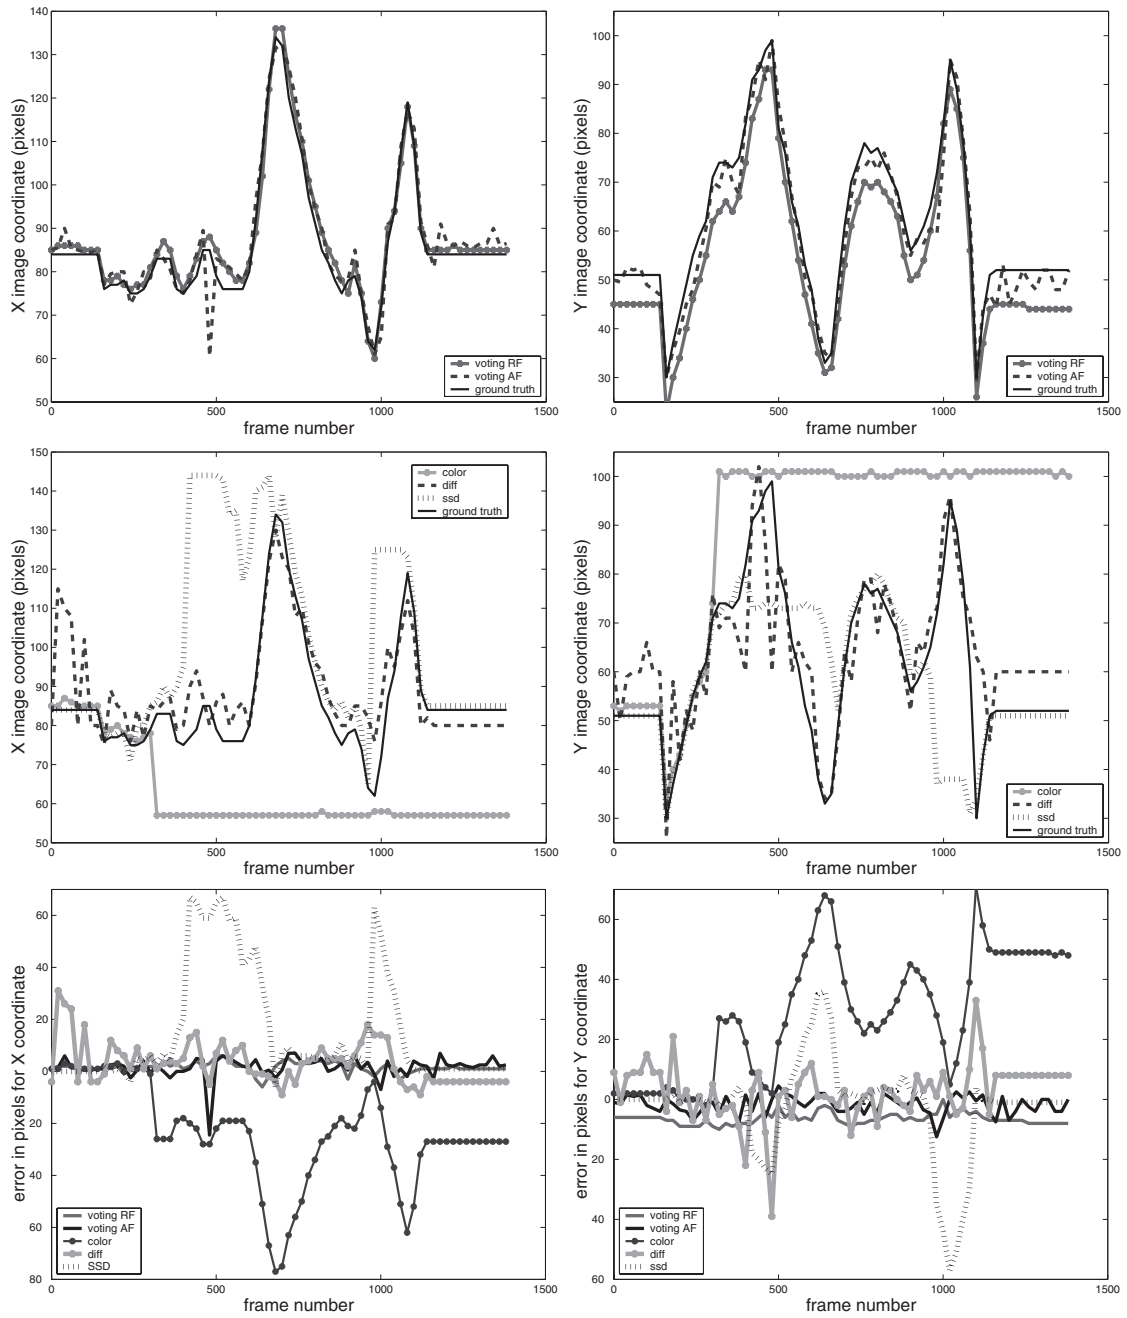 140
130
120
110
100
90
80
70
60
50
0
500
1000
1500
X image coordinate (pixels)
frame number
voting RF
voting AF
ground truth
100
90
80
70
60
50
40
30
0
500
1000
1500
Y image coordinate (pixels)
frame number
voting RF
voting AF
ground truth
150
140
130
120
110
100
90
80
70
60
50
0
500
1000
1500
X image coordinate (pixels)
frame number
color
diff
ssd
ground truth
100
90
80
70
60
50
40
30
0
500
1000
1500
Y image coordinate (pixels)
frame number
color
diff
ssd
ground truth
60
40
20
0
20
40
60
80
0
500
1000
1500
error in pixels for X coordinate
frame number
voting RF
voting AF
color
diff
SSD
60
40
20
0
20
40
60
0
500
1000
1500
error in pixels for Y coordinate
frame number
voting RF
voting AF
color
diff
ssd